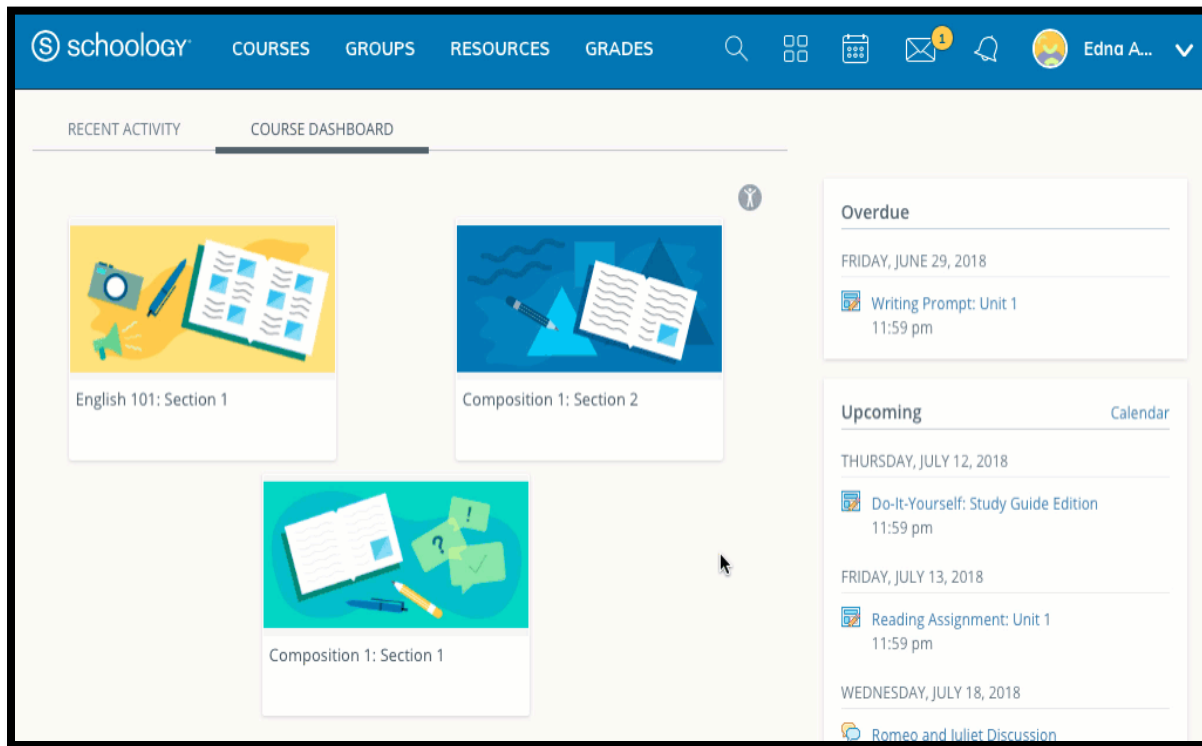 schoology COURSES GROUPS RESOURCES GRADES 1 Edna A...
RECENT ACTIVITY COURSE DASHBOARD
English 101: Section 1
Composition 1: Section 2
! ?
Composition 1: Section 1
Overdue
FRIDAY, JUNE 29, 2018
Writing Prompt: Unit 1
11:59 pm
Upcoming Calendar
THURSDAY, JULY 12, 2018
Do-It-Yourself: Study Guide Edition
11:59 pm
FRIDAY, JULY 13, 2018
Reading Assignment: Unit 1
11:59 pm
WEDNESDAY, JULY 18, 2018
Romeo and Juliet Discussion